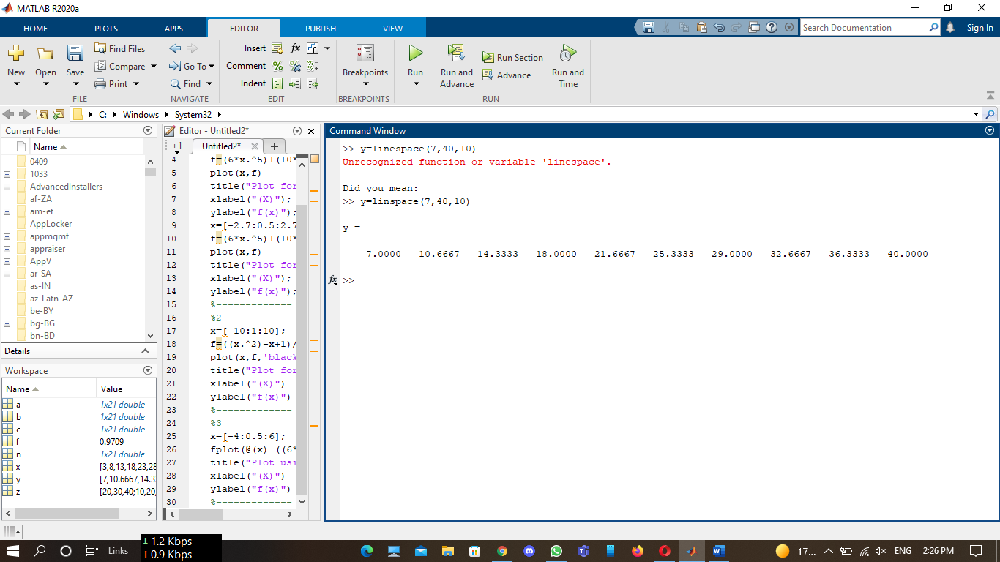 MATLAB R2020a
HOME PLOTS APPS EDITOR PUBLISH VIEW Search Documentation Sign In
Find Files Insert fx
New Open Save Compare Go To Comment % Breakpoints Run Run and Advance Run Section Advance Run and Time
Print Find Indent
FILE NAVIGATE EDIT BREAKPOINTS RUN
C: Windows System32
Current Folder
Name
0409
1033
AdvancedInstallers
af-ZA
am-et
AppLocker
appmgmt
appraiser
AppV
ar-SA
as-IN
az-Latn-AZ
be-BY
bg-BG
bn-BD
Details
Workspace
Name Value
a 1x21 double
b 1x21 double
c 1x21 double
f 0.9709
n 1x21 double
x [3,8,13,18,23,28
y [7,10.6667,14.3
z [20,30,40;10,20,
Editor - Untitled2*
+1 Untitled2* +
4 f=(6*x.^5)+(10*
5 plot(x,f)
6 title("Plot for
7 xlabel("(X)");
8 ylabel("f(x)");
9 x=[-2.7:0.5:2.7
10 f=(6*x.^5)+(10*
11 plot(x,f)
12 title("Plot for
13 xlabel("(X)");
14 ylabel("f(x)");
15 %-------------
16 %2
17 x=[-10:1:10];
18 f=((x.^2)-x+1)/
19 plot(x,f,'black
20 title("Plot for
21 xlabel("(X)")
22 ylabel("f(x)")
23 %-------------
24 %3
25 x=[-4:0.5:6];
26 fplot(@(x) ((6*
27 title("Plot usi
28 xlabel("(X)")
29 ylabel("f(x)")
30 %-------------
Command Window
>> y=linespace(7,40,10)
Unrecognized function or variable 'linespace'.
Did you mean:
>> y=linspace(7,40,10)
y =
7.0000 10.6667 14.3333 18.0000 21.6667 25.3333 29.0000 32.6667 36.3333 40.0000
fx >>
Links ↓ 1.2 Kbps
↑ 0.9 Kbps
17... ENG 2:26 PM